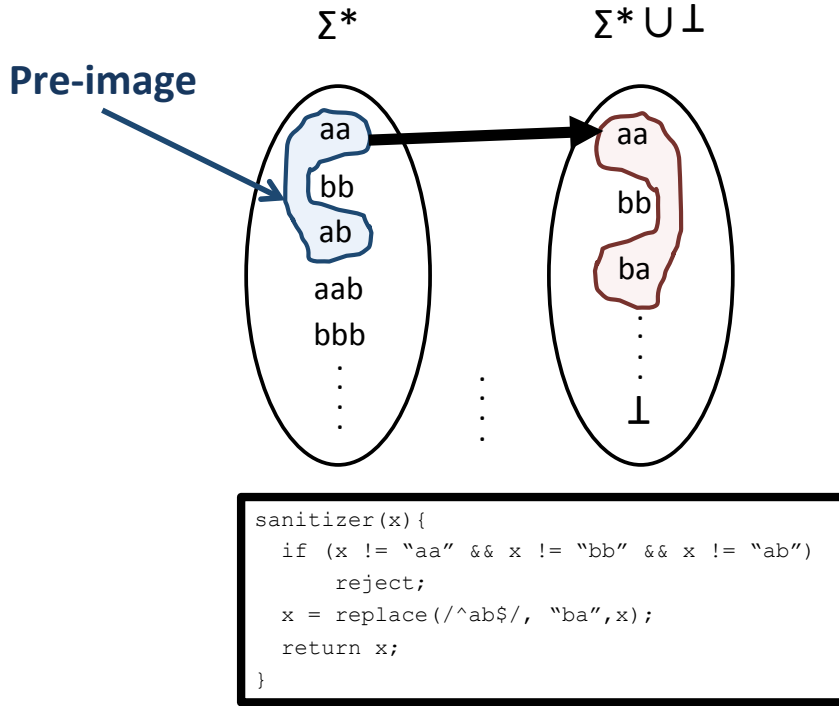 Σ* Σ* ∪ ⊥
Pre-image
aa aa
bb bb
ab ba
aab
bbb
⊥
sanitizer(x){
if (x != “aa” && x != “bb” && x != “ab”)
reject;
x = replace(/^ab$/, “ba”,x);
return x;
}